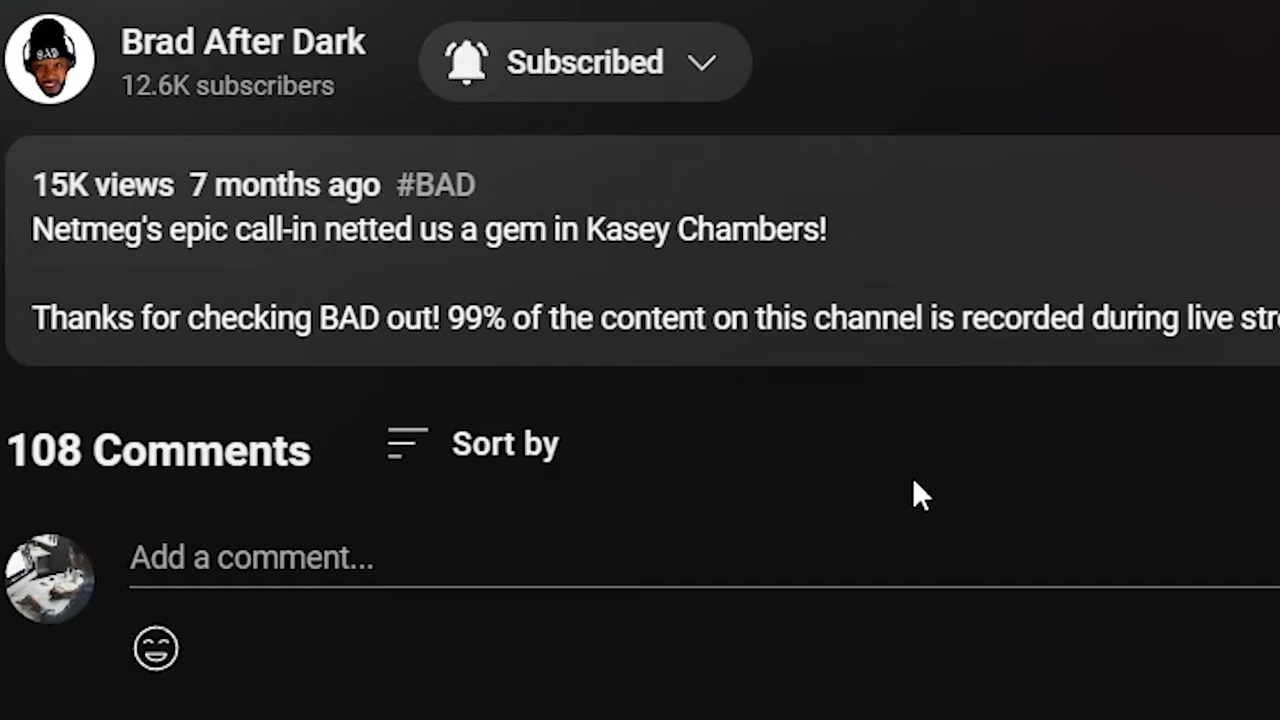 BAD
Brad After Dark
12.6K subscribers
Subscribed
15K views 7 months ago #BAD
Netmeg's epic call-in netted us a gem in Kasey Chambers!
Thanks for checking BAD out! 99% of the content on this channel is recorded during live
108 Comments
Sort by
Add a comment...